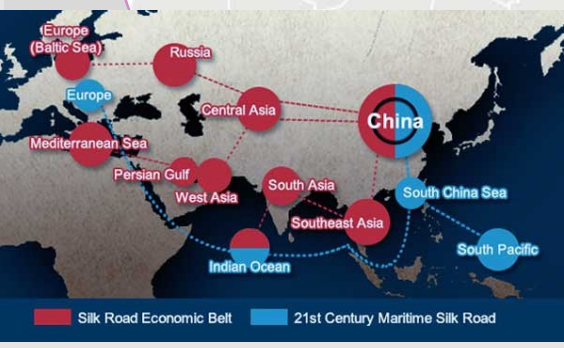 Europe
(Baltic Sea)
Russia
Europe
Central Asia
China
Mediterranean Sea
Persian Gulf
West Asia
South Asia
South China Sea
Southeast Asia
South Pacific
Indian Ocean
Silk Road Economic Belt
21st Century Maritime Silk Road